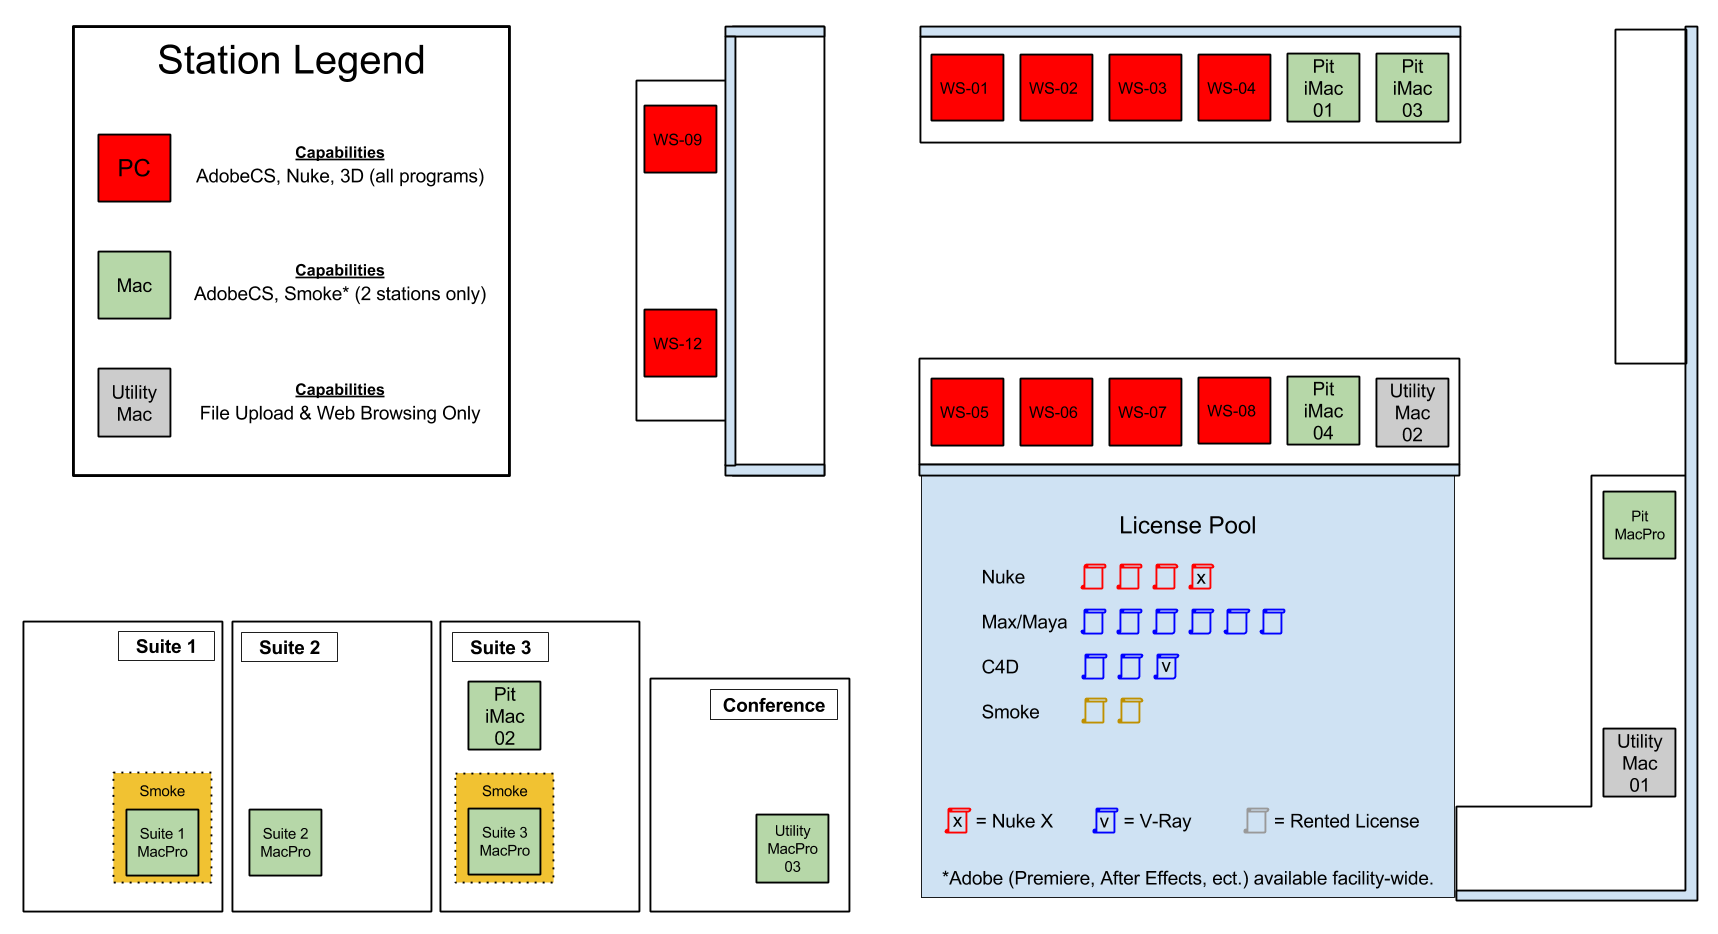 Station Legend
PC
Capabilities
AdobeCS, Nuke, 3D (all programs)
Mac
Capabilities
AdobeCS, Smoke* (2 stations only)
Utility
Mac
Capabilities
File Upload & Web Browsing Only
WS-09
WS-12
WS-01
WS-02
WS-03
WS-04
Pit
iMac
01
Pit
iMac
03
WS-05
WS-06
WS-07
WS-08
Pit
iMac
04
Utility
Mac
02
License Pool
Nuke
x
Max/Maya
C4D
v
Smoke
x = Nuke X
v = V-Ray
= Rented License
*Adobe (Premiere, After Effects, ect.) available facility-wide.
Pit
MacPro
Utility
Mac
01
Suite 1
Smoke
Suite 1
MacPro
Suite 2
Suite 2
MacPro
Suite 3
Pit
iMac
02
Smoke
Suite 3
MacPro
Conference
Utility
MacPro
03